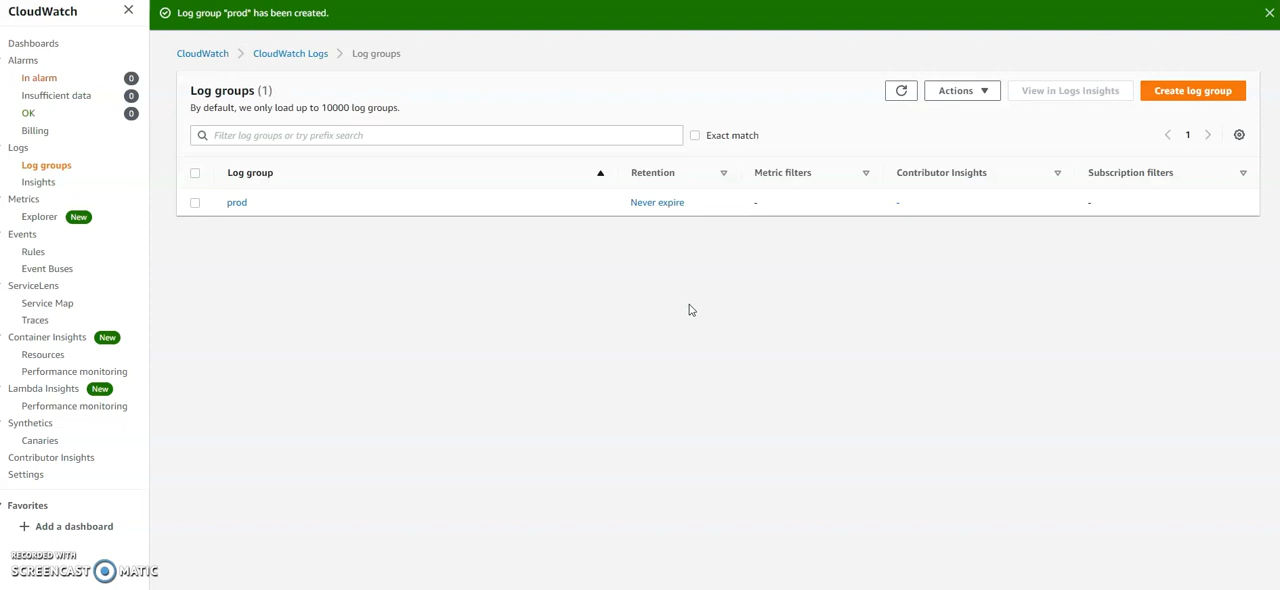 CloudWatch
Log group "prod" has been created.
Dashboards
Alarms
In alarm 0
Insufficient data 0
OK 0
Billing
Logs
Log groups
Insights
Metrics
Explorer New
Events
Rules
Event Buses
ServiceLens
Service Map
Traces
Container Insights New
Resources
Performance monitoring
Lambda Insights New
Performance monitoring
Synthetics
Canaries
Contributor Insights
Settings
Favorites
Add a dashboard
RECORDED WITH
SCREENCAST MATIC
CloudWatch CloudWatch Logs Log groups
Log groups (1)
By default, we only load up to 10000 log groups.
Actions View in Logs Insights Create log group
Filter log groups or try prefix search Exact match 1
Log group Retention Metric filters Contributor Insights Subscription filters
prod Never expire - - -